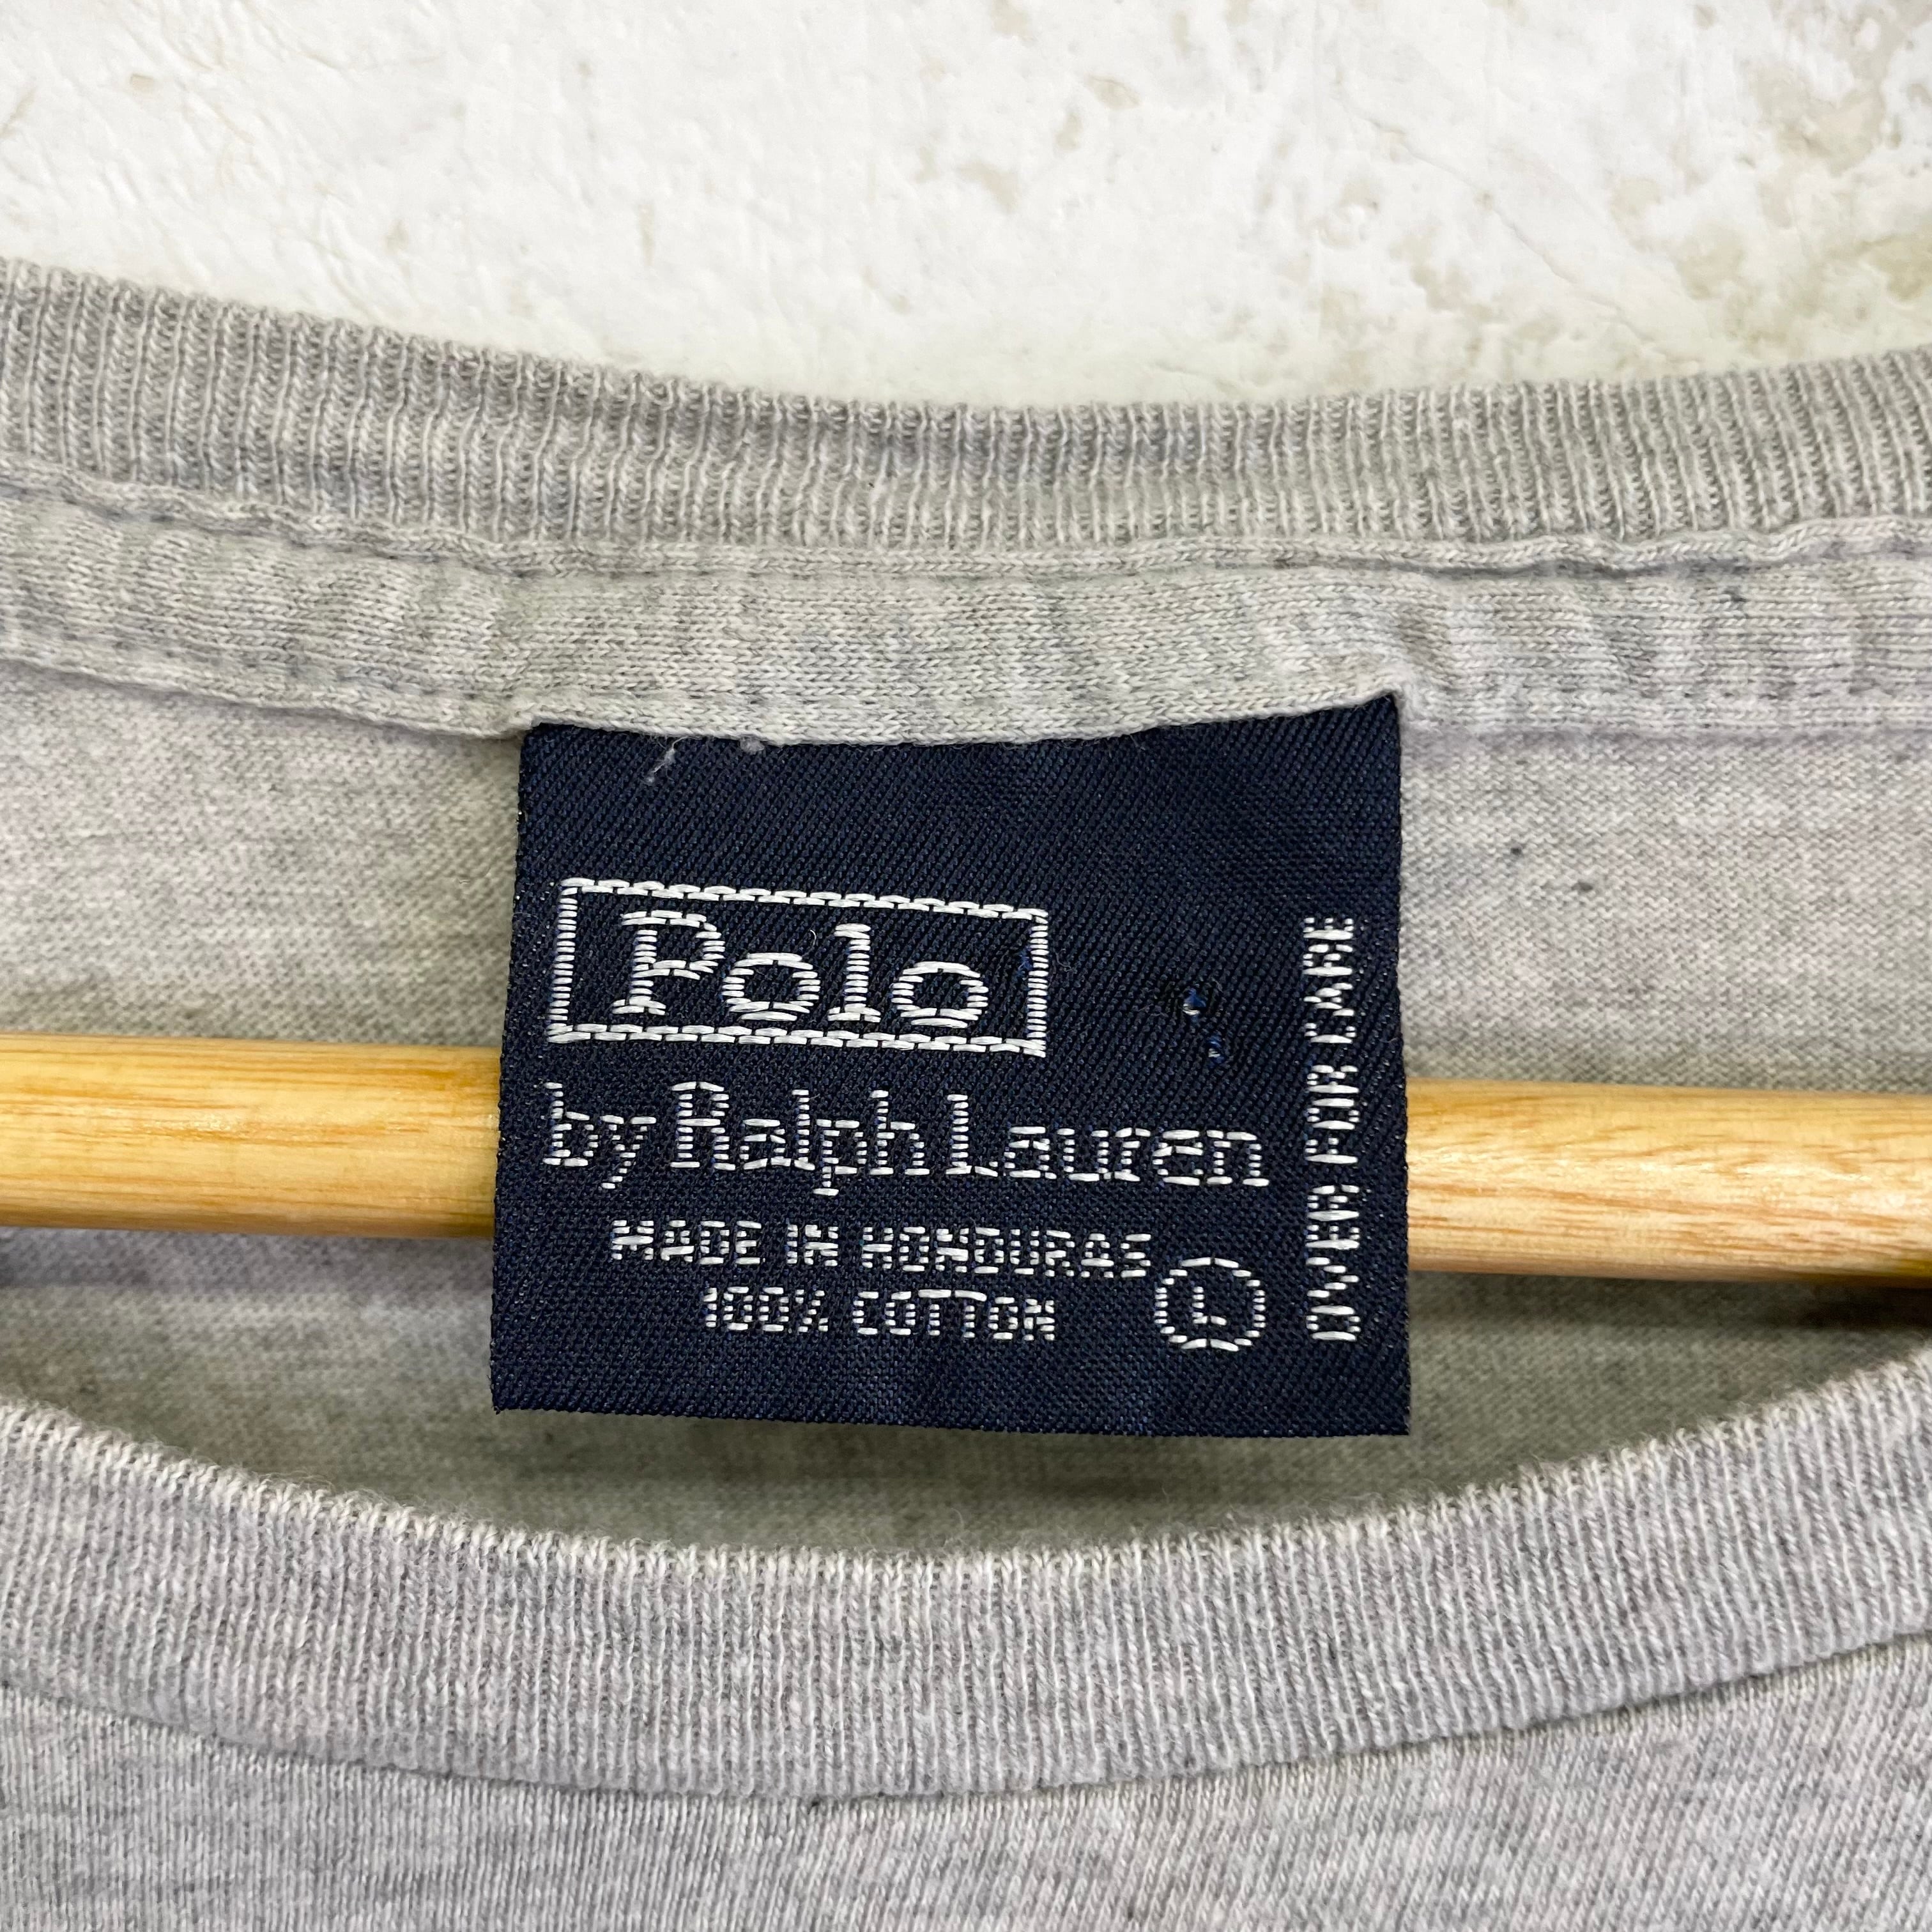 Polo
by Ralph Lauren
MADE IN HONDURAS
100% COTTON
L
OVER FOR CARE